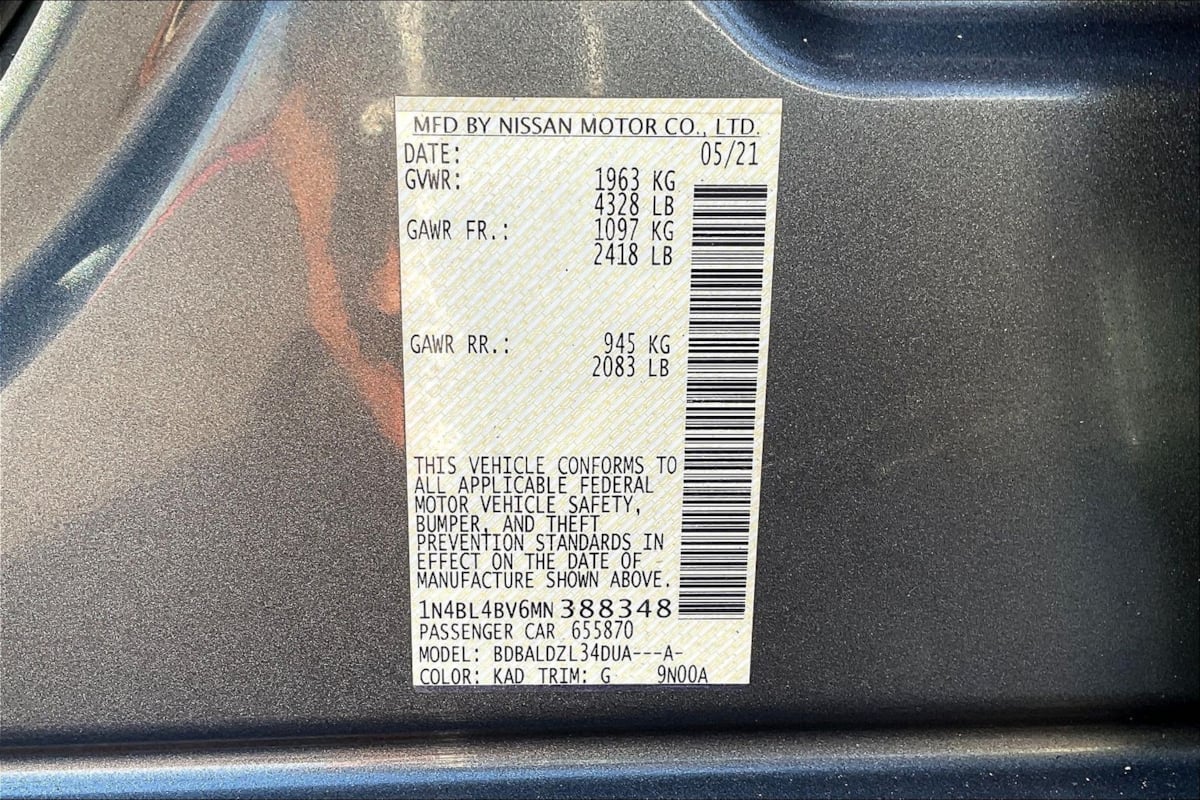 MFD BY NISSAN MOTOR CO., LTD.
DATE: 05/21
GVWR: 1963 KG
4328 LB
GAWR FR.: 1097 KG
2418 LB
GAWR RR.: 945 KG
2083 LB
THIS VEHICLE CONFORMS TO
ALL APPLICABLE FEDERAL
MOTOR VEHICLE SAFETY,
BUMPER, AND THEFT
PREVENTION STANDARDS IN
EFFECT ON THE DATE OF
MANUFACTURE SHOWN ABOVE.
1N4BL4BV6MN388348
PASSENGER CAR 655870
MODEL: BDBALDZL34DUA---A-
COLOR: KAD TRIM: G 9N00A